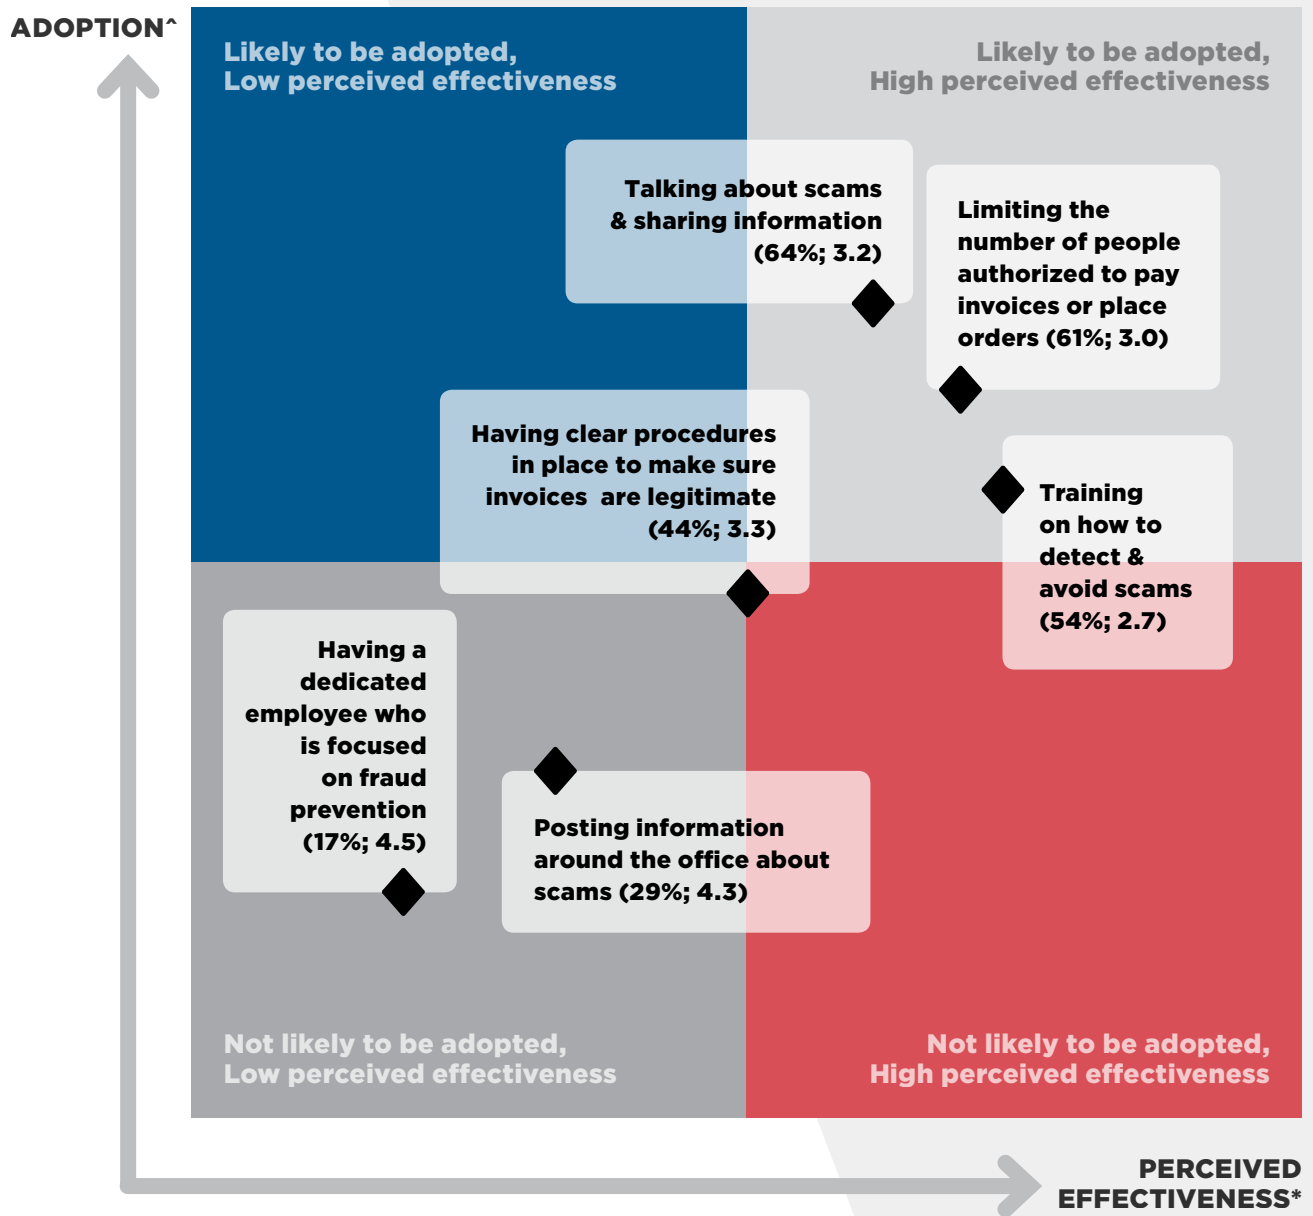 ADOPTION^
Likely to be adopted,
Low perceived effectiveness
Likely to be adopted,
High perceived effectiveness
Talking about scams
& sharing information
(64%; 3.2)
Limiting the
number of people
authorized to pay
invoices or place
orders (61%; 3.0)
Having clear procedures
in place to make sure
invoices are legitimate
(44%; 3.3)
Training
on how to
detect &
avoid scams
(54%; 2.7)
Having a
dedicated
employee who
is focused
on fraud
prevention
(17%; 4.5)
Posting information
around the office about
scams (29%; 4.3)
Not likely to be adopted,
Low perceived effectiveness
Not likely to be adopted,
High perceived effectiveness
PERCEIVED
EFFECTIVENESS*